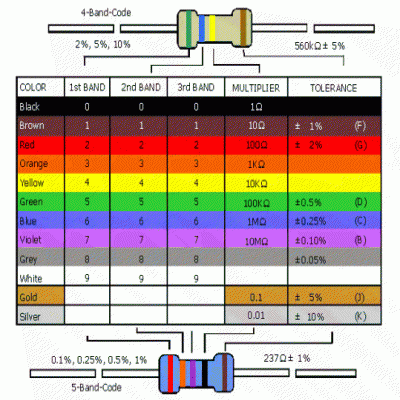 4-Band-Code
2%, 5%, 10%
560kΩ ± 5%
COLOR 1st BAND 2nd BAND 3rd BAND MULTIPLIER TOLERANCE
Black 0 0 0 1Ω
Brown 1 1 1 10Ω ± 1% (F)
Red 2 2 2 100Ω ± 2% (G)
Orange 3 3 3 1KΩ
Yellow 4 4 4 10KΩ
Green 5 5 5 100KΩ ±0.5% (D)
Blue 6 6 6 1MΩ ±0.25% (C)
Violet 7 7 7 10MΩ ±0.10% (B)
Grey 8 8 8 ±0.05%
White 9 9 9
Gold 0.1 ± 5% (J)
Silver 0.01 ± 10% (K)
0.1%, 0.25%, 0.5%, 1%
237Ω ± 1%
5-Band-Code